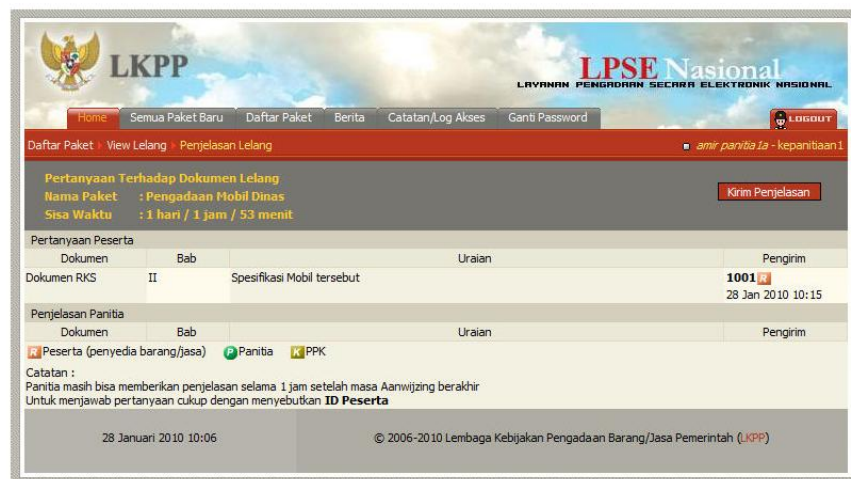 LKPP
LPSE Nasional
LAYANAN PENGADAAN SECARA ELEKTRONIK NASIONAL
Home Semua Paket Baru Daftar Paket Berita Catatan/Log Akses Ganti Password LOGOUT
Daftar Paket View Lelang Penjelasan Lelang amir panitia 1a - kepanitiaan1
Pertanyaan Terhadap Dokumen Lelang
Nama Paket : Pengadaan Mobil Dinas
Sisa Waktu : 1 hari / 1 jam / 53 menit
Kirim Penjelasan
Pertanyaan Peserta
Dokumen Bab Uraian Pengirim
Dokumen RKS II Spesifikasi Mobil tersebut 1001 R
28 Jan 2010 10:15
Penjelasan Panitia
Dokumen Bab Uraian Pengirim
R Peserta (penyedia barang/jasa) P Panitia K PPK
Catatan :
Panitia masih bisa memberikan penjelasan selama 1 jam setelah masa Aanwijzing berakhir
Untuk menjawab pertanyaan cukup dengan menyebutkan ID Peserta
28 Januari 2010 10:06 © 2006-2010 Lembaga Kebijakan Pengadaan Barang/Jasa Pemerintah (LKPP)